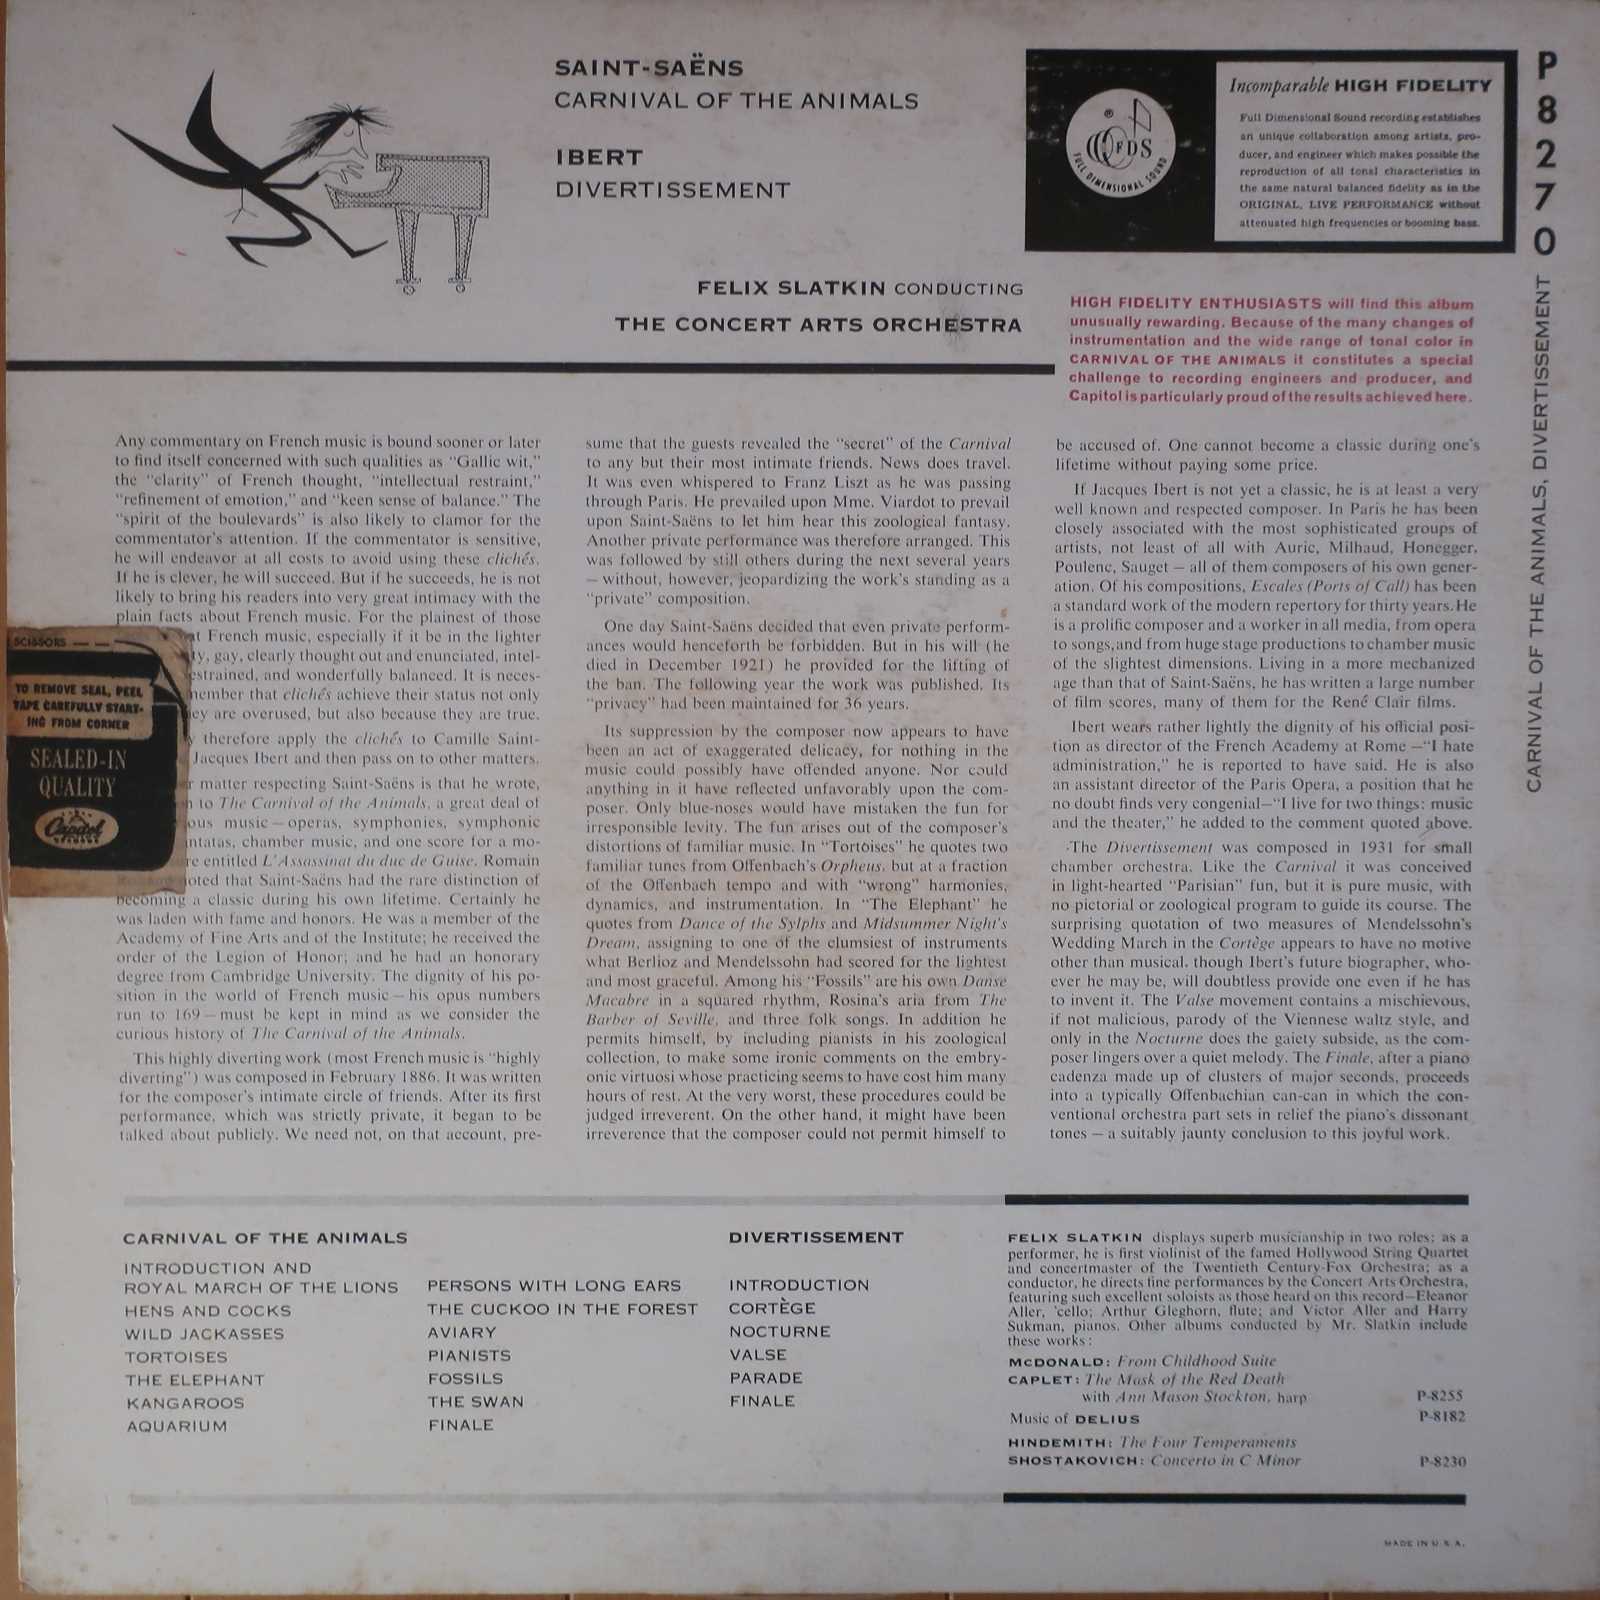 SAINT-SAËNS
CARNIVAL OF THE ANIMALS
IBERT
DIVERTISSEMENT
FELIX SLATKIN CONDUCTING
THE CONCERT ARTS ORCHESTRA
® FDS
FULL DIMENSIONAL SOUND
Incomparable HIGH FIDELITY
Full Dimensional Sound recording establishes
an unique collaboration among artists, pro-
ducer, and engineer which makes possible the
reproduction of all tonal characteristics in
the same natural balanced fidelity as in the
ORIGINAL, LIVE PERFORMANCE without
attenuated high frequencies or booming bass.
P8270
CARNIVAL OF THE ANIMALS, DIVERTISSEMENT
HIGH FIDELITY ENTHUSIASTS will find this album
unusually rewarding. Because of the many changes of
instrumentation and the wide range of tonal color in
CARNIVAL OF THE ANIMALS it constitutes a special
challenge to recording engineers and producer, and
Capitol is particularly proud of the results achieved here.
Any commentary on French music is bound sooner or later
to find itself concerned with such qualities as "Gallic wit,"
the "clarity" of French thought, "intellectual restraint,"
"refinement of emotion," and "keen sense of balance." The
"spirit of the boulevards" is also likely to clamor for the
commentator's attention. If the commentator is sensitive,
he will endeavor at all costs to avoid using these clichés.
If he is clever, he will succeed. But if he succeeds, he is not
likely to bring his readers into very great intimacy with the
plain facts about French music. For the plainest of those
French music, especially if it be in the lighter
gay, clearly thought out and enunciated, intel-
and wonderfully balanced. It is neces-
that clichés achieve their status not only
are overused, but also because they are true.
therefore apply the clichés to Camille Saint-
Jacques Ibert and then pass on to other matters.
matter respecting Saint-Saëns is that he wrote,
to The Carnival of the Animals, a great deal of
music — operas, symphonies, symphonic
chamber music, and one score for a mo-
entitled L'Assassinat du duc de Guise. Romain
noted that Saint-Saëns had the rare distinction of
becoming a classic during his own lifetime. Certainly he
was laden with fame and honors. He was a member of the
Academy of Fine Arts and of the Institute; he received the
order of the Legion of Honor; and he had an honorary
degree from Cambridge University. The dignity of his po-
sition in the world of French music — his opus numbers
run to 169 — must be kept in mind as we consider the
curious history of The Carnival of the Animals.
This highly diverting work (most French music is "highly
diverting") was composed in February 1886. It was written
for the composer's intimate circle of friends. After its first
performance, which was strictly private, it began to be
talked about publicly. We need not, on that account, pre-
SCISSORS
TO REMOVE SEAL, PEEL
TAPE CAREFULLY START-
ING FROM CORNER
SEALED-IN
QUALITY
Capitol
RECORDS
sume that the guests revealed the "secret" of the Carnival
to any but their most intimate friends. News does travel.
It was even whispered to Franz Liszt as he was passing
through Paris. He prevailed upon Mme. Viardot to prevail
upon Saint-Saëns to let him hear this zoological fantasy.
Another private performance was therefore arranged. This
was followed by still others during the next several years
— without, however, jeopardizing the work's standing as a
"private" composition.
One day Saint-Saëns decided that even private perform-
ances would henceforth be forbidden. But in his will (he
died in December 1921) he provided for the lifting of
the ban. The following year the work was published. Its
"privacy" had been maintained for 36 years.
Its suppression by the composer now appears to have
been an act of exaggerated delicacy, for nothing in the
music could possibly have offended anyone. Nor could
anything in it have reflected unfavorably upon the com-
poser. Only blue-noses would have mistaken the fun for
irresponsible levity. The fun arises out of the composer's
distortions of familiar music. In "Tortoises" he quotes two
familiar tunes from Offenbach's Orpheus, but at a fraction
of the Offenbach tempo and with "wrong" harmonies,
dynamics, and instrumentation. In "The Elephant" he
quotes from Dance of the Sylphs and Midsummer Night's
Dream, assigning to one of the clumsiest of instruments
what Berlioz and Mendelssohn had scored for the lightest
and most graceful. Among his "Fossils" are his own Danse
Macabre in a squared rhythm, Rosina's aria from The
Barber of Seville, and three folk songs. In addition he
permits himself, by including pianists in his zoological
collection, to make some ironic comments on the embry-
onic virtuosi whose practicing seems to have cost him many
hours of rest. At the very worst, these procedures could be
judged irreverent. On the other hand, it might have been
irreverence that the composer could not permit himself to
be accused of. One cannot become a classic during one's
lifetime without paying some price.
If Jacques Ibert is not yet a classic, he is at least a very
well known and respected composer. In Paris he has been
closely associated with the most sophisticated groups of
artists, not least of all with Auric, Milhaud, Honegger,
Poulenc, Sauget — all of them composers of his own gener-
ation. Of his compositions, Escales (Ports of Call) has been
a standard work of the modern repertory for thirty years. He
is a prolific composer and a worker in all media, from opera
to songs, and from huge stage productions to chamber music
of the slightest dimensions. Living in a more mechanized
age than that of Saint-Saëns, he has written a large number
of film scores, many of them for the René Clair films.
Ibert wears rather lightly the dignity of his official posi-
tion as director of the French Academy at Rome —"I hate
administration," he is reported to have said. He is also
an assistant director of the Paris Opera, a position that he
no doubt finds very congenial—"I live for two things: music
and the theater," he added to the comment quoted above.
The Divertissement was composed in 1931 for small
chamber orchestra. Like the Carnival it was conceived
in light-hearted "Parisian" fun, but it is pure music, with
no pictorial or zoological program to guide its course. The
surprising quotation of two measures of Mendelssohn's
Wedding March in the Cortège appears to have no motive
other than musical, though Ibert's future biographer, who-
ever he may be, will doubtless provide one even if he has
to invent it. The Valse movement contains a mischievous,
if not malicious, parody of the Viennese waltz style, and
only in the Nocturne does the gaiety subside, as the com-
poser lingers over a quiet melody. The Finale, after a piano
cadenza made up of clusters of major seconds, proceeds
into a typically Offenbachian can-can in which the con-
ventional orchestra part sets in relief the piano's dissonant
tones — a suitably jaunty conclusion to this joyful work.
CARNIVAL OF THE ANIMALS
INTRODUCTION AND
ROYAL MARCH OF THE LIONS
HENS AND COCKS
WILD JACKASSES
TORTOISES
THE ELEPHANT
KANGAROOS
AQUARIUM
PERSONS WITH LONG EARS
THE CUCKOO IN THE FOREST
AVIARY
PIANISTS
FOSSILS
THE SWAN
FINALE
DIVERTISSEMENT
INTRODUCTION
CORTÈGE
NOCTURNE
VALSE
PARADE
FINALE
FELIX SLATKIN displays superb musicianship in two roles: as a
performer, he is first violinist of the famed Hollywood String Quartet
and concertmaster of the Twentieth Century-Fox Orchestra; as a
conductor, he directs fine performances by the Concert Arts Orchestra,
featuring such excellent soloists as those heard on this record—Eleanor
Aller, 'cello; Arthur Gleghorn, flute; and Victor Aller and Harry
Sukman, pianos. Other albums conducted by Mr. Slatkin include
these works:
McDONALD: From Childhood Suite
CAPLET: The Mask of the Red Death
with Ann Mason Stockton, harp P-8255
Music of DELIUS P-8182
HINDEMITH: The Four Temperaments
SHOSTAKOVICH: Concerto in C Minor P-8230
MADE IN U.S.A.